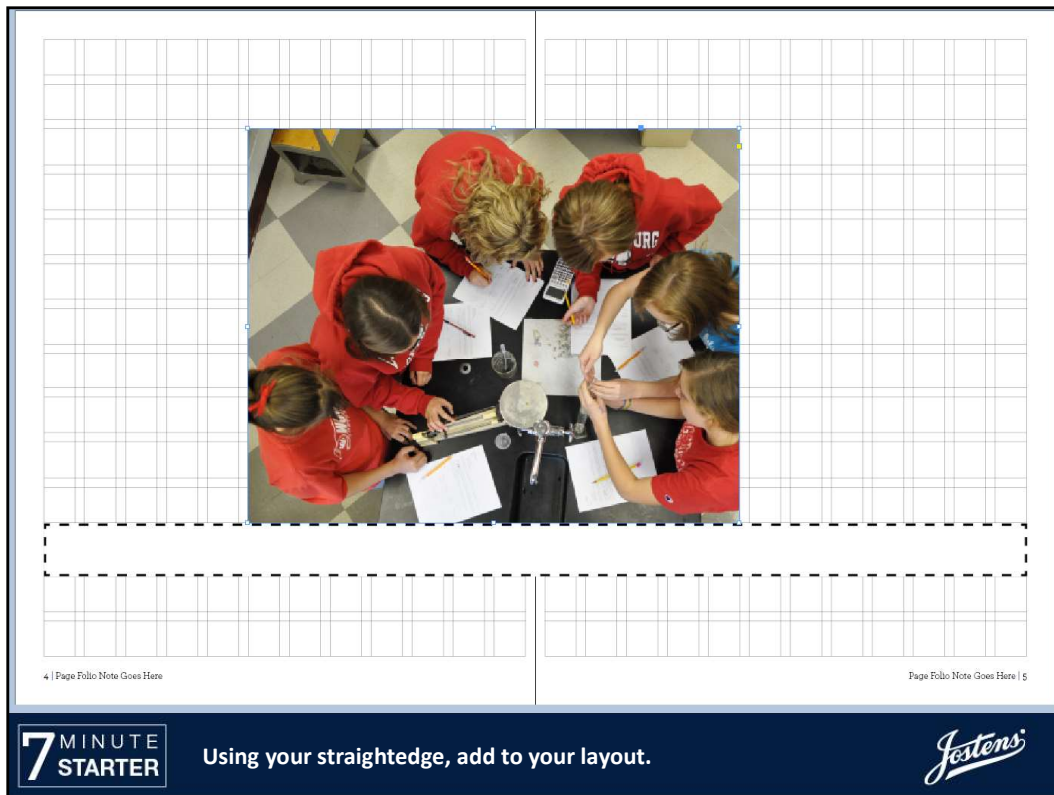 URG
4 | Page Folio Note Goes Here
Page Folio Note Goes Here | 5
7 MINUTE
STARTER
Using your straightedge, add to your layout.
Jostens